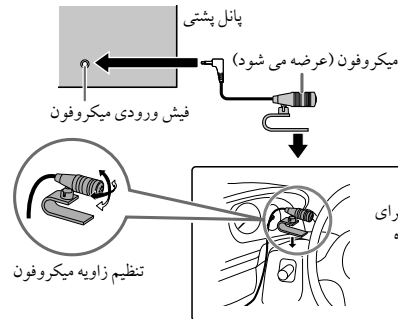 پانل پشتی
میکروفون (عرضه می شود)
فیش ورودی میکروفون
تنظیم زاویه میکروفون